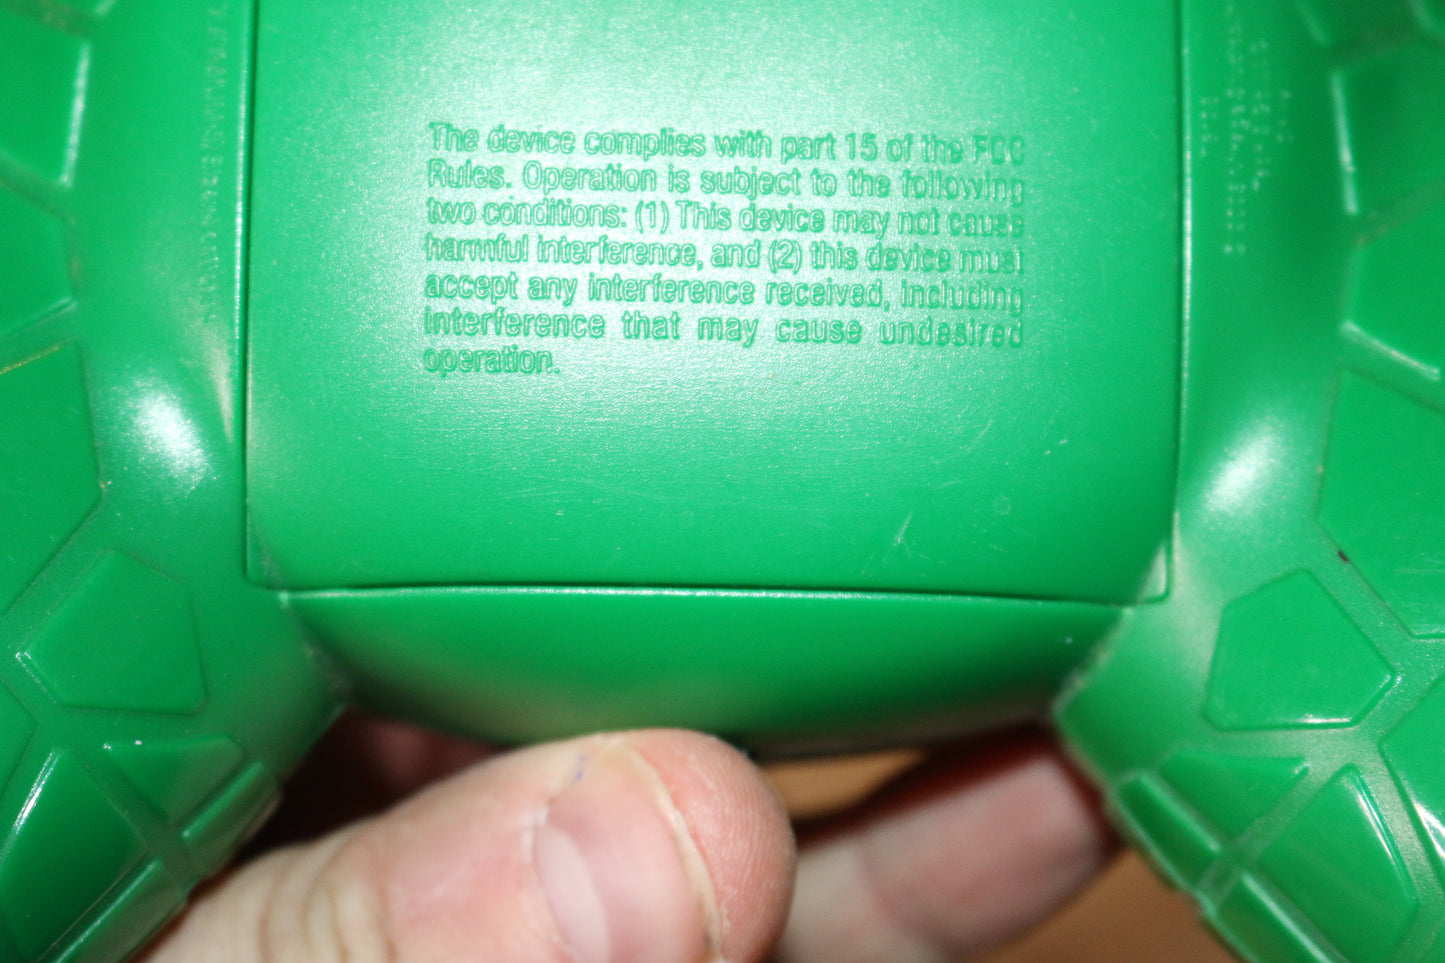 The device complies with part 15 of the FCC
Rules. Operation is subject to the following
two conditions: (1) This device may not cause
harmful interference, and (2) this device must
accept any interference received, including
interference that may cause undesired
operation.